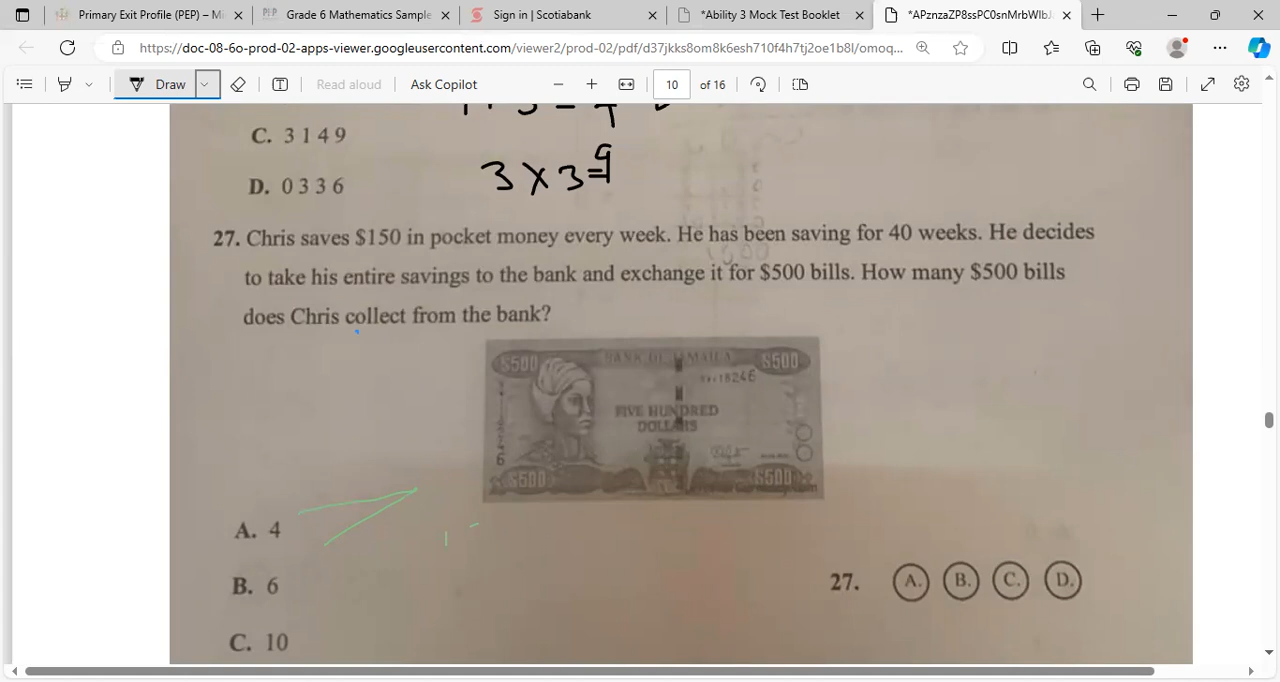 Primary Exit Profile (PEP) – Mi
Grade 6 Mathematics Sample
Sign in | Scotiabank
*Ability 3 Mock Test Booklet
*APznzaZP8ssPC0snMrbWIbJ
https://doc-08-6o-prod-02-apps-viewer.googleusercontent.com/viewer2/prod-02/pdf/d37jkks8om8k6esh710f4h7tj2oe1b8l/omoq...
Draw
Read aloud
Ask Copilot
10 of 16
C. 3 1 4 9
3 X 3 = 9
D. 0 3 3 6
27. Chris saves $150 in pocket money every week. He has been saving for 40 weeks. He decides
to take his entire savings to the bank and exchange it for $500 bills. How many $500 bills
does Chris collect from the bank?
$500 BANK OF JAMAICA $500
18246
FIVE HUNDRED
DOLLARS
$500 $500
A. 4
B. 6
27. A. B. C. D.
C. 10